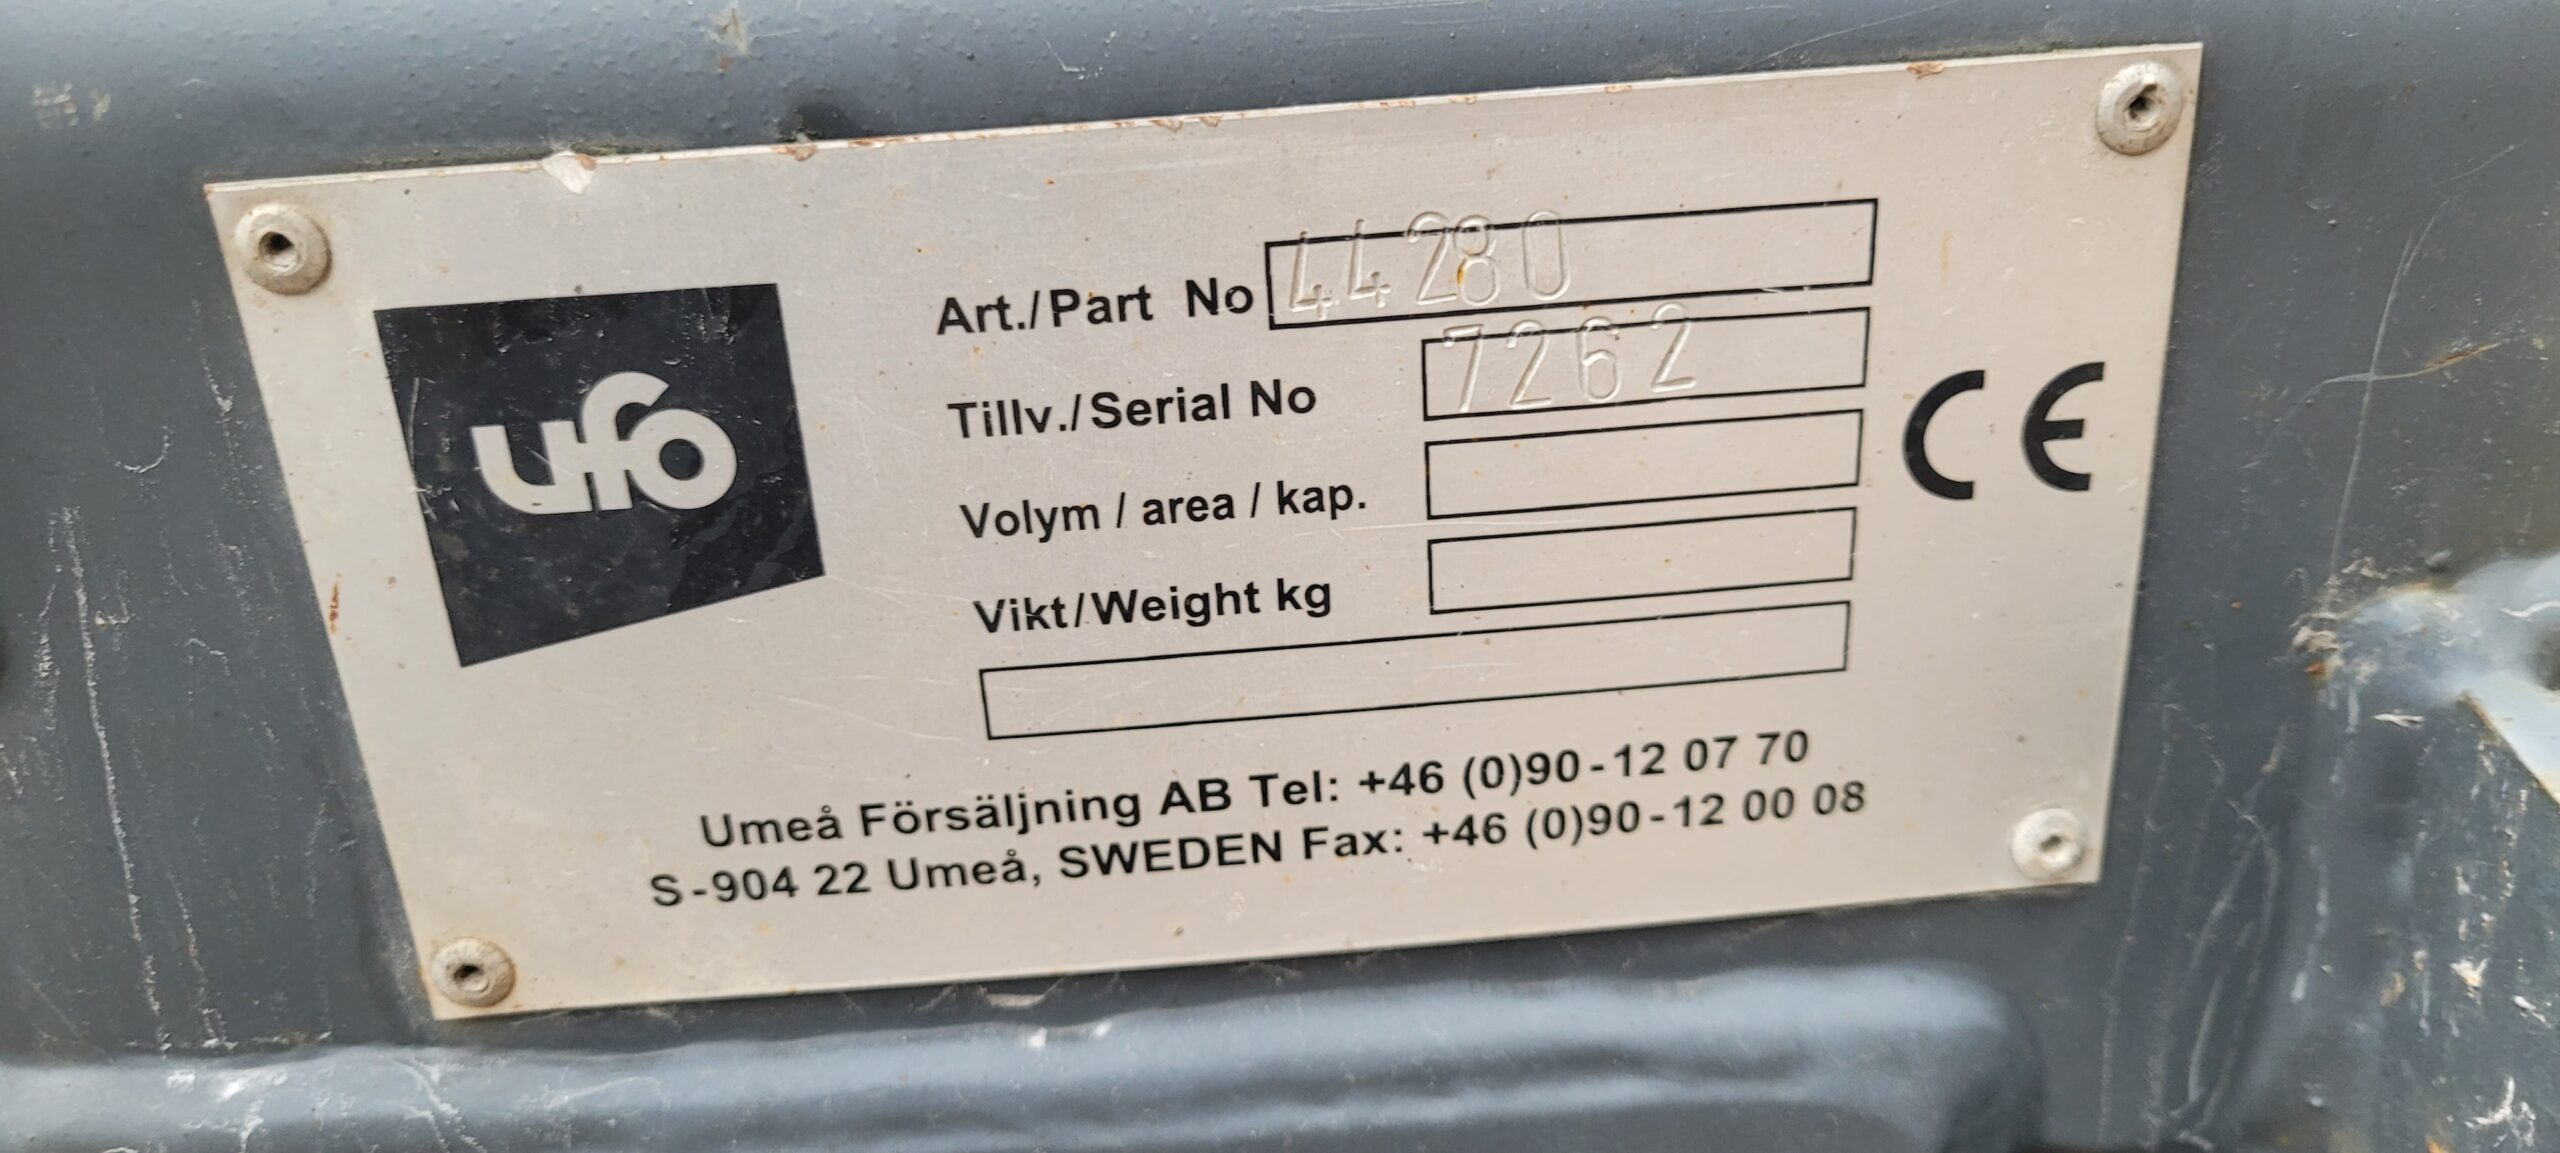 ufo
Art./Part No 44280
Tillv./Serial No 7262
Volym / area / kap.
Vikt/Weight kg
CE
Umeå Försäljning AB Tel: +46 (0)90-12 07 70
S-904 22 Umeå, SWEDEN Fax: +46 (0)90-12 00 08